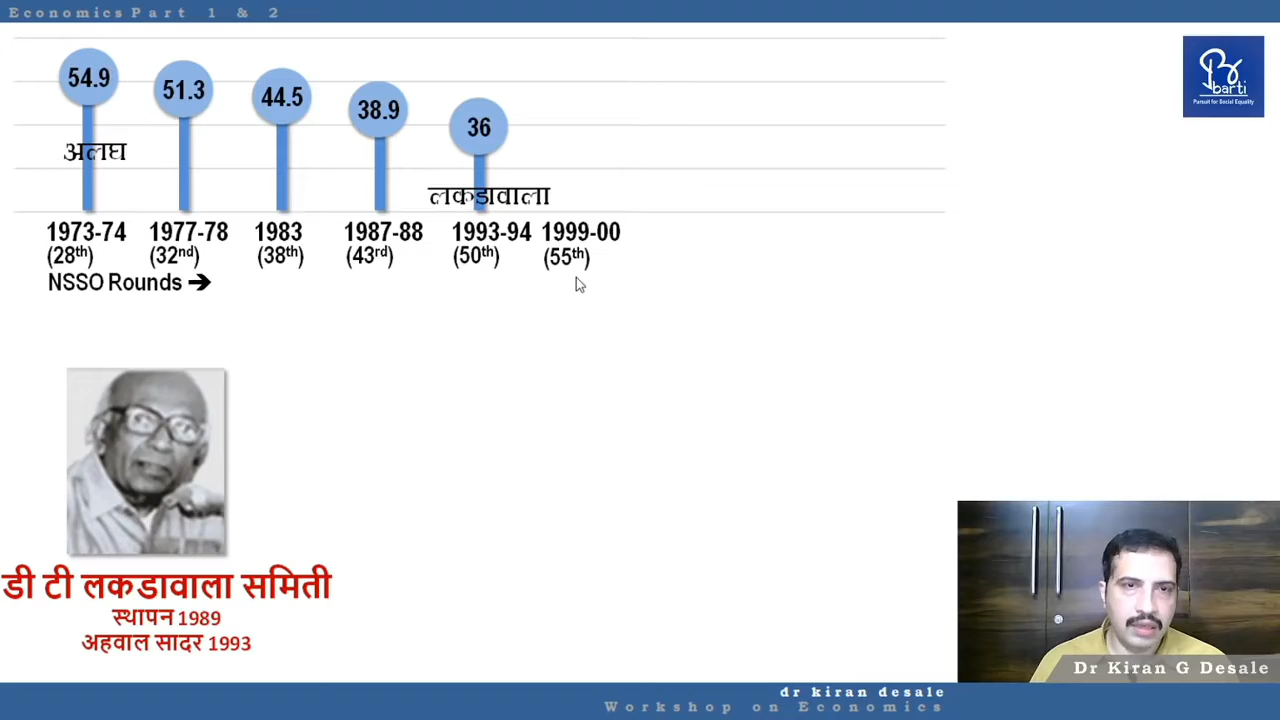 Economics Part 1 & 2
54.9 51.3 44.5 38.9 36
अलघ
लकडावाला
1973-74 1977-78 1983 1987-88 1993-94 1999-00
(28th) (32nd) (38th) (43rd) (50th) (55th)
NSSO Rounds ➔
barti
Pursuit for Social Equality
डी टी लकडावाला समिती
स्थापन 1989
अहवाल सादर 1993
Dr Kiran G Desale
dr kiran desale
Workshop on Economics